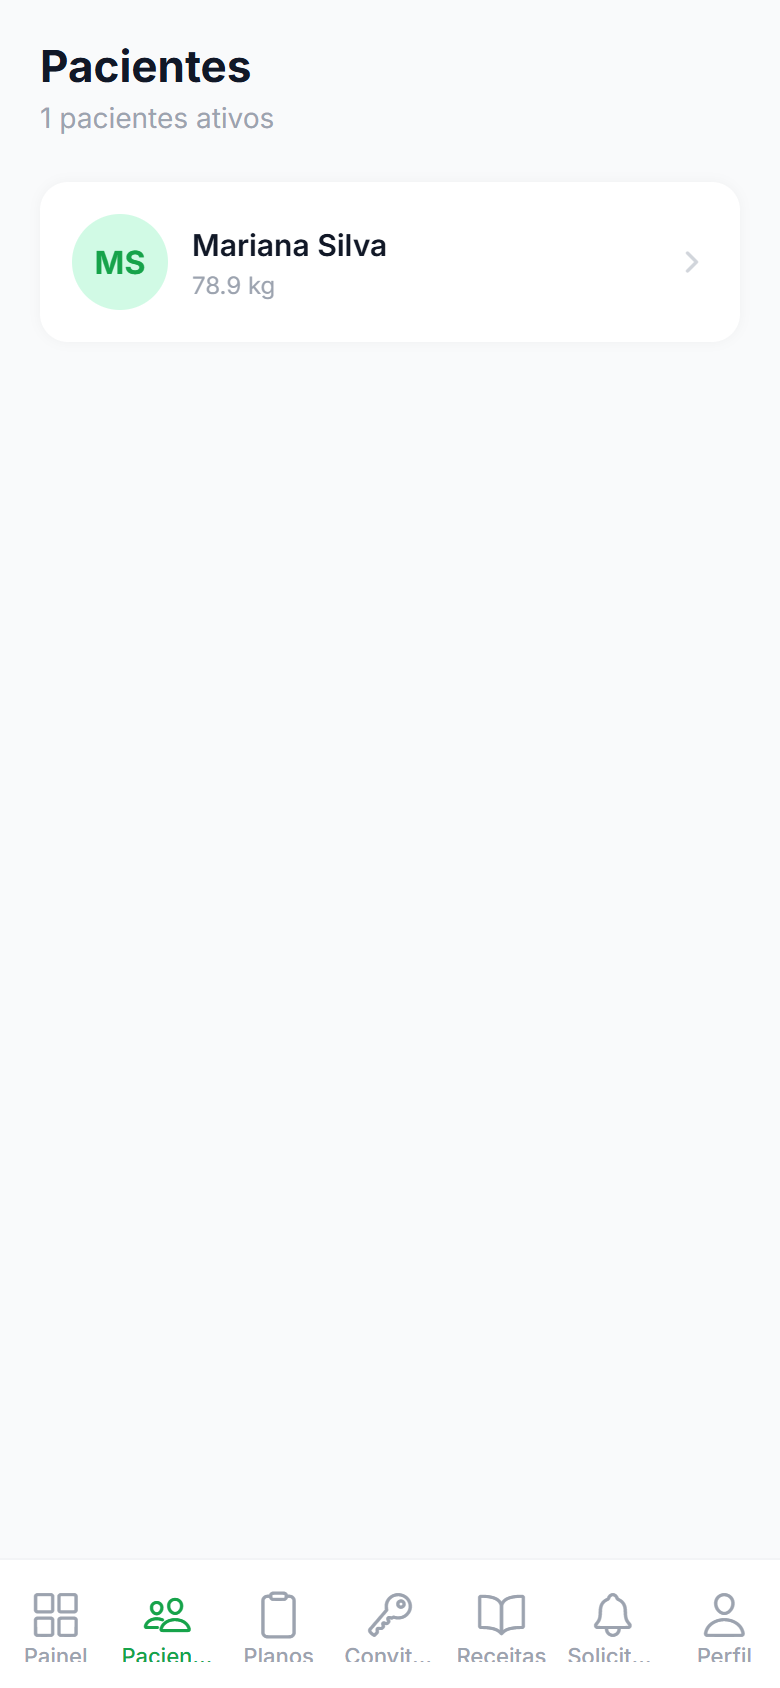 Pacientes
1 pacientes ativos
MS
Mariana Silva
78.9 kg
Painel
Pacien...
Planos
Convit...
Receitas
Solicit...
Perfil